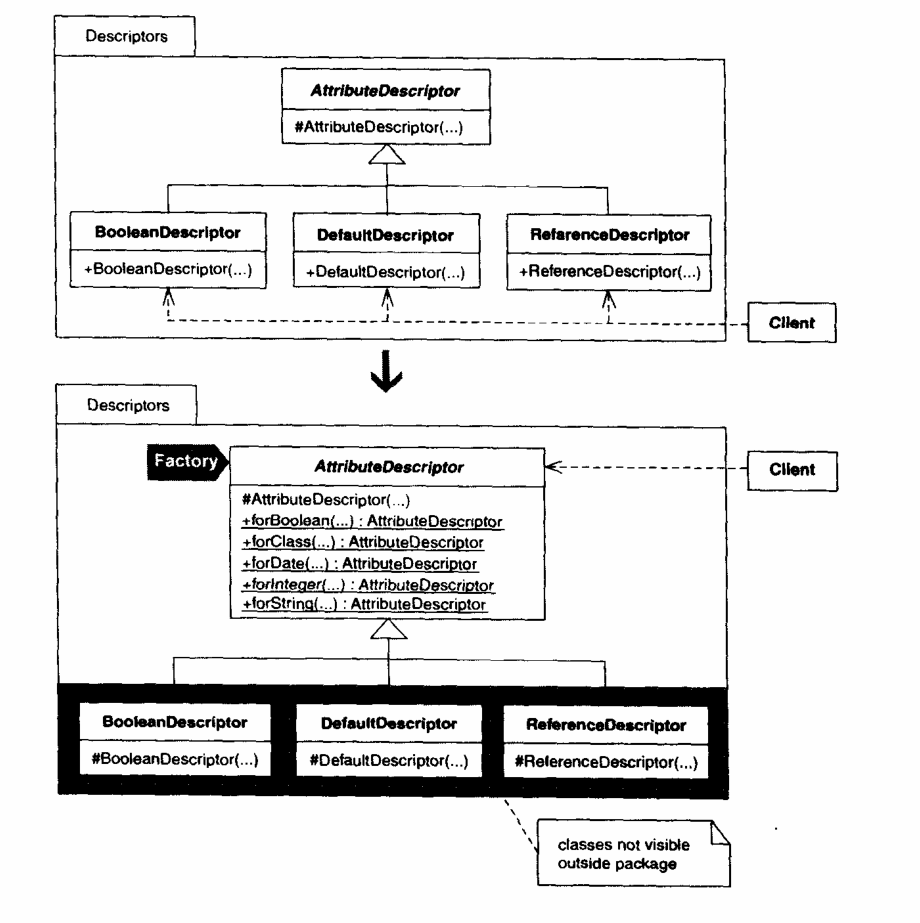 Descriptors
AttributeDescriptor
#AttributeDescriptor(...)
BooleanDescriptor
+BooleanDescriptor(...)
DefaultDescriptor
+DefaultDescriptor(...)
RefarenceDescriptor
+ReferenceDescriptor(...)
Client
Descriptors
Factory
AttributeDescriptor
Client
#AttributeDescriptor(...)
+forBoolean(...) : AttributeDescriptor
+forClass(...) : AttributeDescriptor
+forDate(...) : AttributeDescriptor
+forInteger(...) : AttributeDescriptor
+forString(...) : AttributeDescriptor
BooleanDescriptor
#BooleanDescriptor(...)
DefaultDescriptor
#DefaultDescriptor(...)
ReferenceDescriptor
#ReferenceDescriptor(...)
classes not visible
outside package